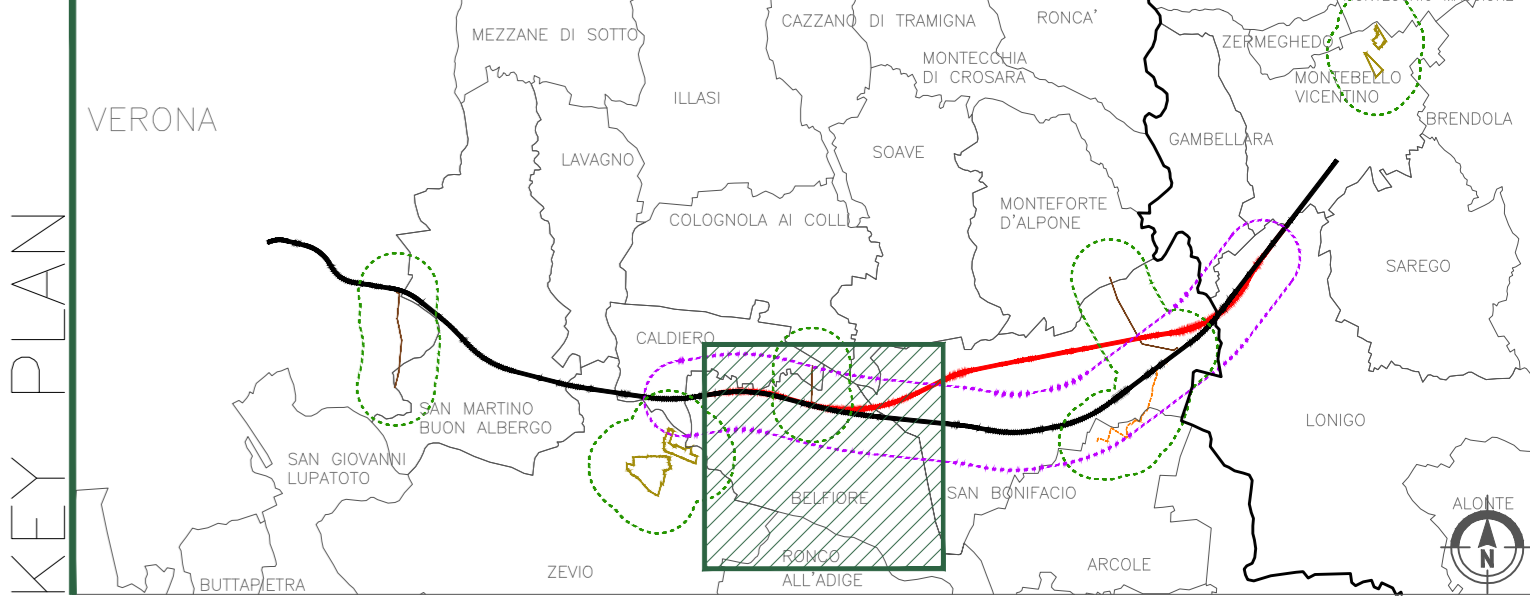 KEY PLAN
VERONA
MEZZANE DI SOTTO
CAZZANO DI TRAMIGNA
RONCA'
MONTECCHIA
DI CROSARA
ZERMEGHEDO
MONTEBELLO
VICENTINO
BRENDOLA
ILLASI
LAVAGNO
SOAVE
GAMBELLARA
COLOGNOLA AI COLLI
MONTEFORTE
D'ALPONE
SAREGO
CALDIERO
SAN MARTINO
BUON ALBERGO
LONIGO
SAN GIOVANNI
LUPATOTO
BELFIORE
SAN BONIFACIO
ALONTE
N
RONCO
ALL'ADIGE
ARCOLE
ZEVIO
BUTTAPIETRA